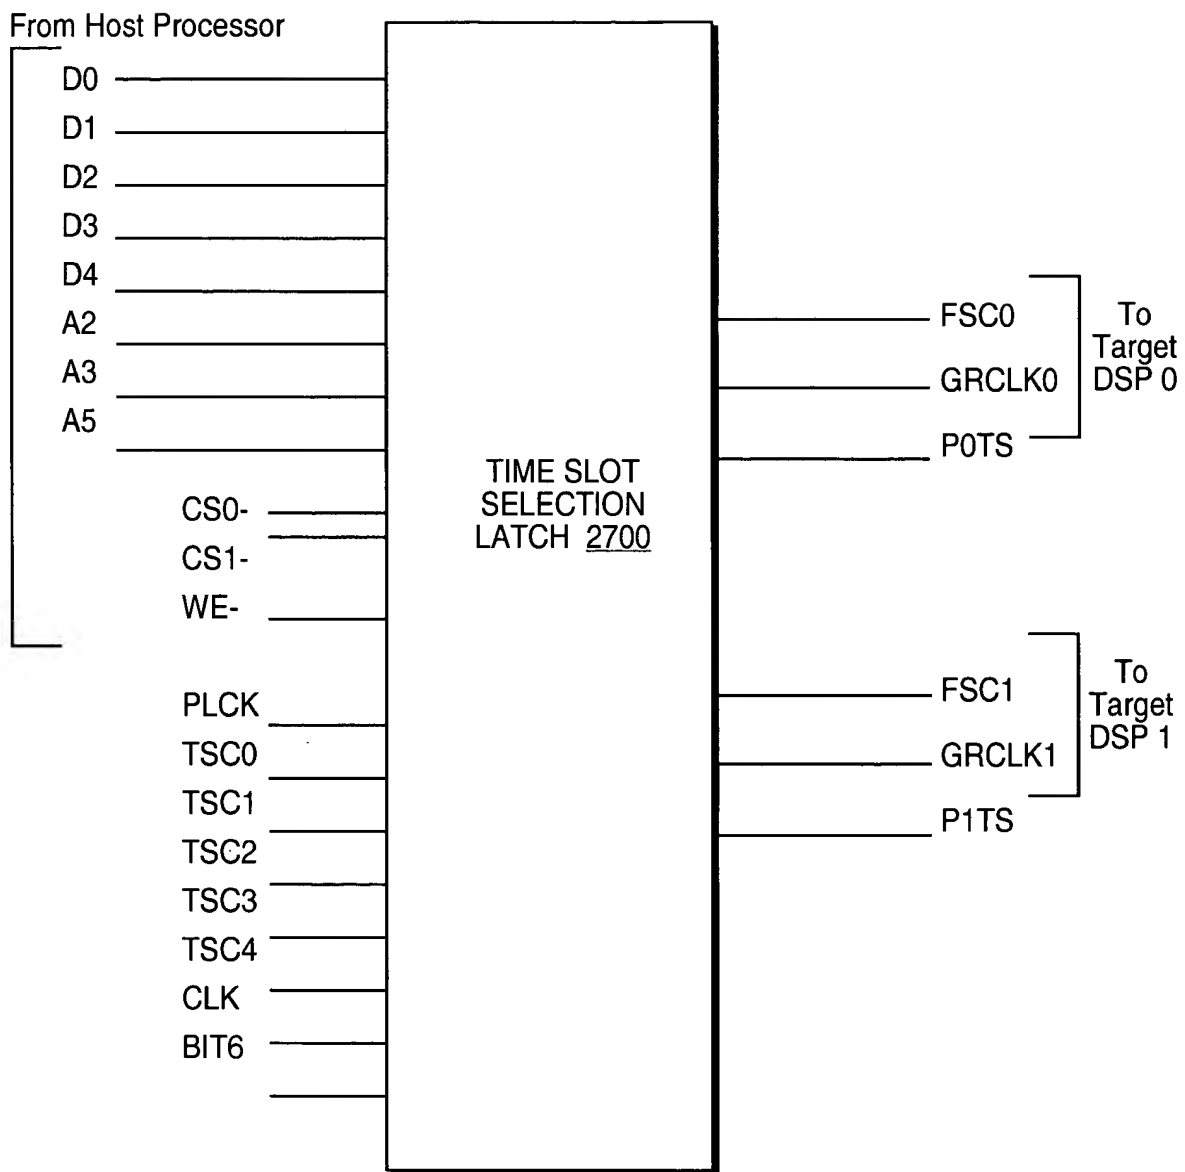 From Host Processor
D0
D1
D2
D3
D4
A2
A3
A5
CS0-
CS1-
WE-
PLCK
TSC0
TSC1
TSC2
TSC3
TSC4
CLK
BIT6
TIME SLOT
SELECTION
LATCH 2700
FSC0
GRCLK0
P0TS
To
Target
DSP 0
FSC1
GRCLK1
P1TS
To
Target
DSP 1